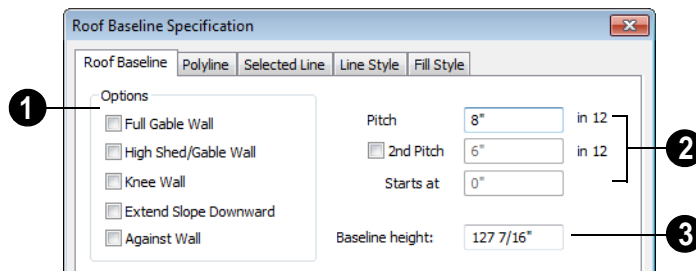 Roof Baseline Specification
Roof Baseline Polyline Selected Line Line Style Fill Style
1
Options
Full Gable Wall
High Shed/Gable Wall
Knee Wall
Extend Slope Downward
Against Wall
Pitch 8" in 12
2nd Pitch 6" in 12
Starts at 0"
2
Baseline height: 127 7/16"
3